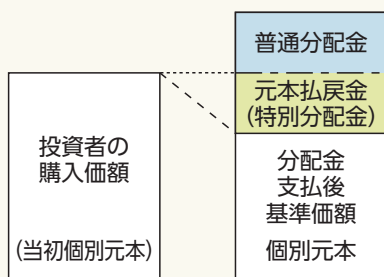 普通分配金
元本払戻金
(特別分配金)
投資者の
購入価額
(当初個別元本)
分配金
支払後
基準価額
個別元本